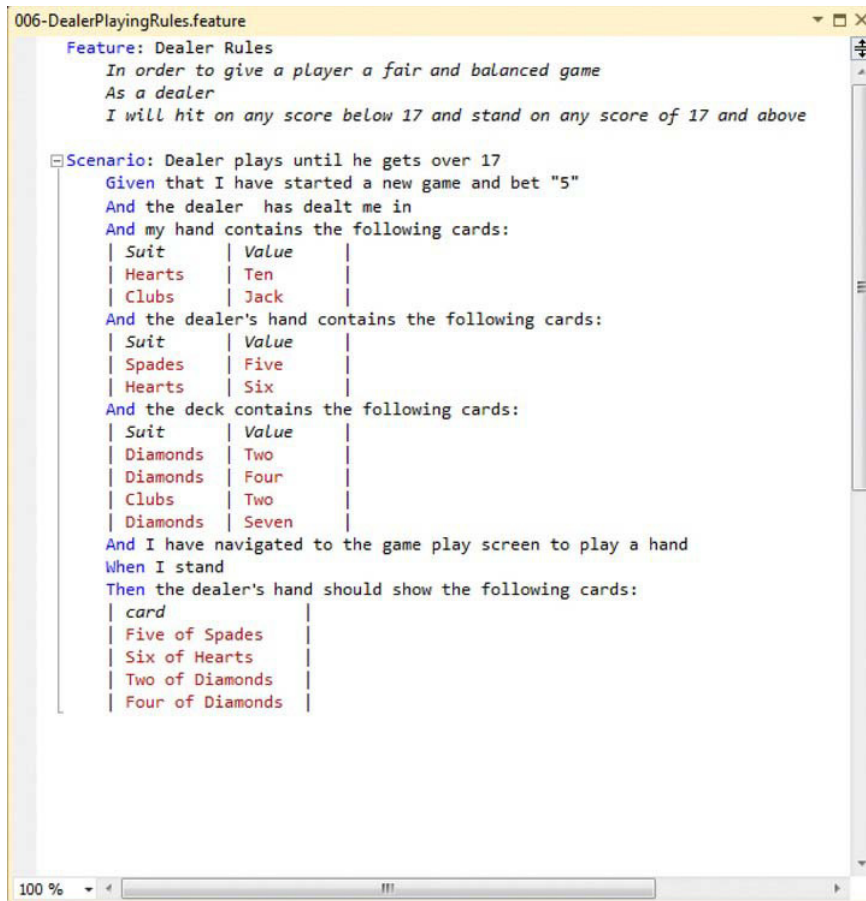 006-DealerPlayingRules.feature
Feature: Dealer Rules
In order to give a player a fair and balanced game
As a dealer
I will hit on any score below 17 and stand on any score of 17 and above
Scenario: Dealer plays until he gets over 17
Given that I have started a new game and bet "5"
And the dealer  has dealt me in
And my hand contains the following cards:
| Suit | Value |
| Hearts | Ten |
| Clubs | Jack |
And the dealer's hand contains the following cards:
| Suit | Value |
| Spades | Five |
| Hearts | Six |
And the deck contains the following cards:
| Suit | Value |
| Diamonds | Two |
| Diamonds | Four |
| Clubs | Two |
| Diamonds | Seven |
And I have navigated to the game play screen to play a hand
When I stand
Then the dealer's hand should show the following cards:
| card |
| Five of Spades |
| Six of Hearts |
| Two of Diamonds |
| Four of Diamonds |
100 %